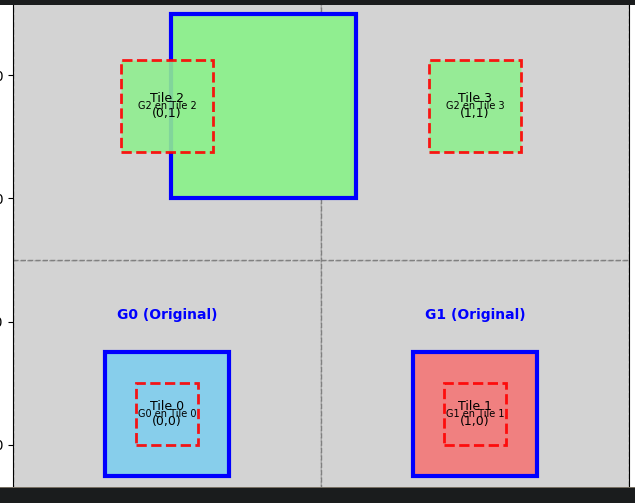 Tile 2
G2 en Tile 2
(0,1)
Tile 3
G2 en Tile 3
(1,1)
G0 (Original)
G1 (Original)
Tile 0
G0 en Tile 0
(0,0)
Tile 1
G1 en Tile 1
(1,0)